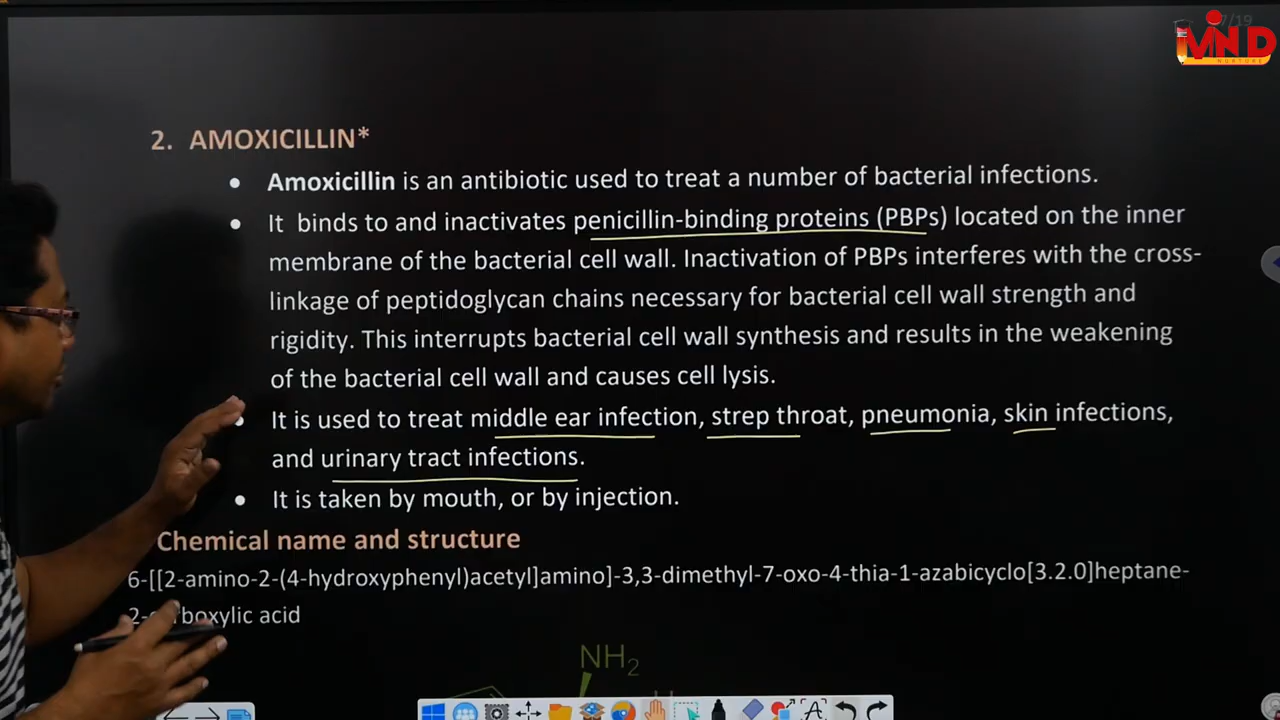 7/19
MIND
NURTURE
2. AMOXICILLIN*
• Amoxicillin is an antibiotic used to treat a number of bacterial infections.
• It binds to and inactivates penicillin-binding proteins (PBPs) located on the inner
membrane of the bacterial cell wall. Inactivation of PBPs interferes with the cross-
linkage of peptidoglycan chains necessary for bacterial cell wall strength and
rigidity. This interrupts bacterial cell wall synthesis and results in the weakening
of the bacterial cell wall and causes cell lysis.
• It is used to treat middle ear infection, strep throat, pneumonia, skin infections,
and urinary tract infections.
• It is taken by mouth, or by injection.
Chemical name and structure
6-[[2-amino-2-(4-hydroxyphenyl)acetyl]amino]-3,3-dimethyl-7-oxo-4-thia-1-azabicyclo[3.2.0]heptane-
acid
NH2
H